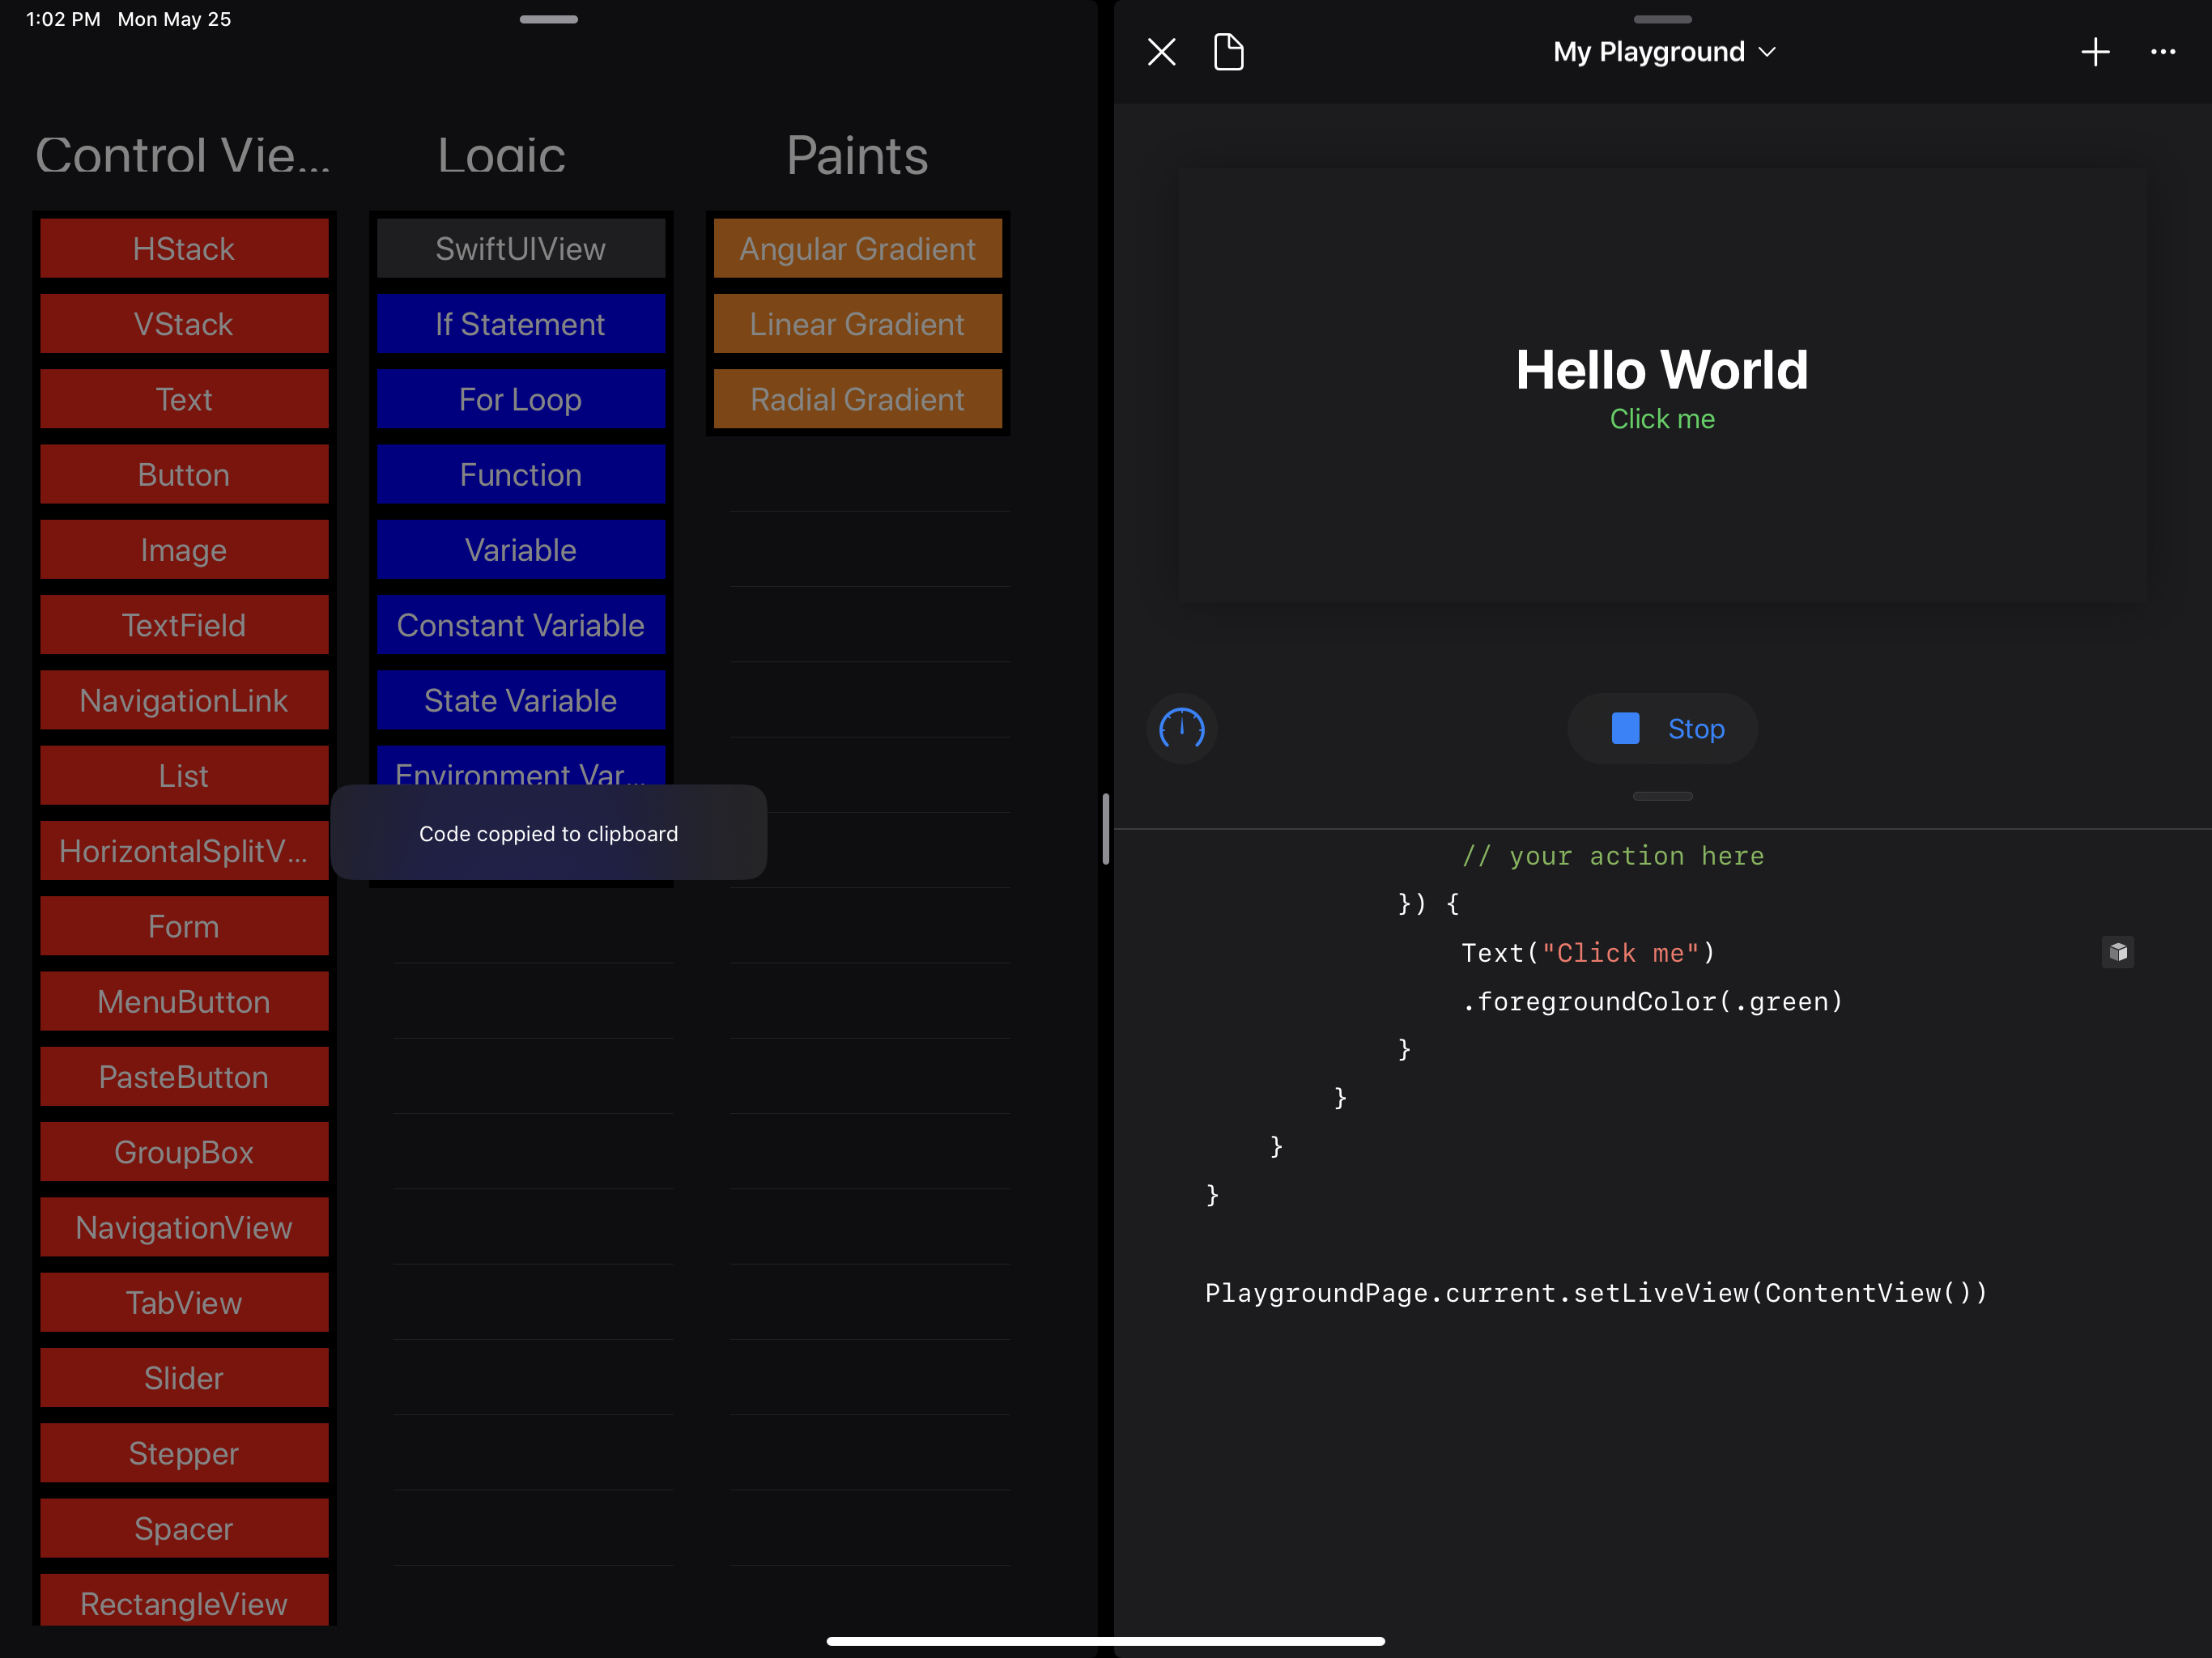 1:02 PM Mon May 25
Control Vie...
HStack
VStack
Text
Button
Image
TextField
NavigationLink
List
HorizontalSplitV...
Form
MenuButton
PasteButton
GroupBox
NavigationView
TabView
Slider
Stepper
Spacer
RectangleView
Logic
SwiftUIView
If Statement
For Loop
Function
Variable
Constant Variable
State Variable
Environment Var...
Paints
Angular Gradient
Linear Gradient
Radial Gradient
Code coppied to clipboard
My Playground
Hello World
Click me
Stop
// your action here
}) {
Text("Click me")
.foregroundColor(.green)
}
}
}
}
PlaygroundPage.current.setLiveView(ContentView())